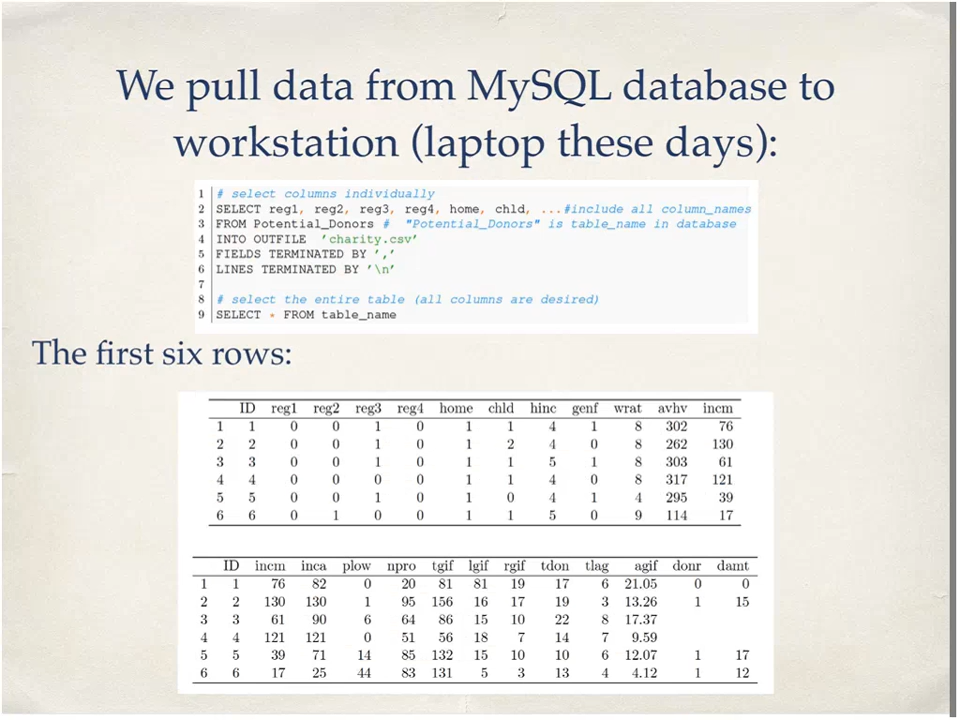 We pull data from MySQL database to
workstation (laptop these days):
1 # select columns individually
2 SELECT reg1, reg2, reg3, reg4, home, chld, ...#include all column_names
3 FROM Potential_Donors # "Potential_Donors" is table_name in database
4 INTO OUTFILE 'charity.csv'
5 FIELDS TERMINATED BY ','
6 LINES TERMINATED BY '\n'
7
8 # select the entire table (all columns are desired)
9 SELECT * FROM table_name
The first six rows:
ID reg1 reg2 reg3 reg4 home chld hinc genf wrat avhv incm
1 1 0 0 1 0 1 1 4 1 8 302 76
2 2 0 0 1 0 1 2 4 0 8 262 130
3 3 0 0 1 0 1 1 5 1 8 303 61
4 4 0 0 0 0 1 1 4 0 8 317 121
5 5 0 0 1 0 1 0 4 1 4 295 39
6 6 0 1 0 0 1 1 5 0 9 114 17
ID incm inca plow npro tgif lgif rgif tdon tlag agif donr damt
1 1 76 82 0 20 81 81 19 17 6 21.05 0 0
2 2 130 130 1 95 156 16 17 19 3 13.26 1 15
3 3 61 90 6 64 86 15 10 22 8 17.37
4 4 121 121 0 51 56 18 7 14 7 9.59
5 5 39 71 14 85 132 15 10 10 6 12.07 1 17
6 6 17 25 44 83 131 5 3 13 4 4.12 1 12